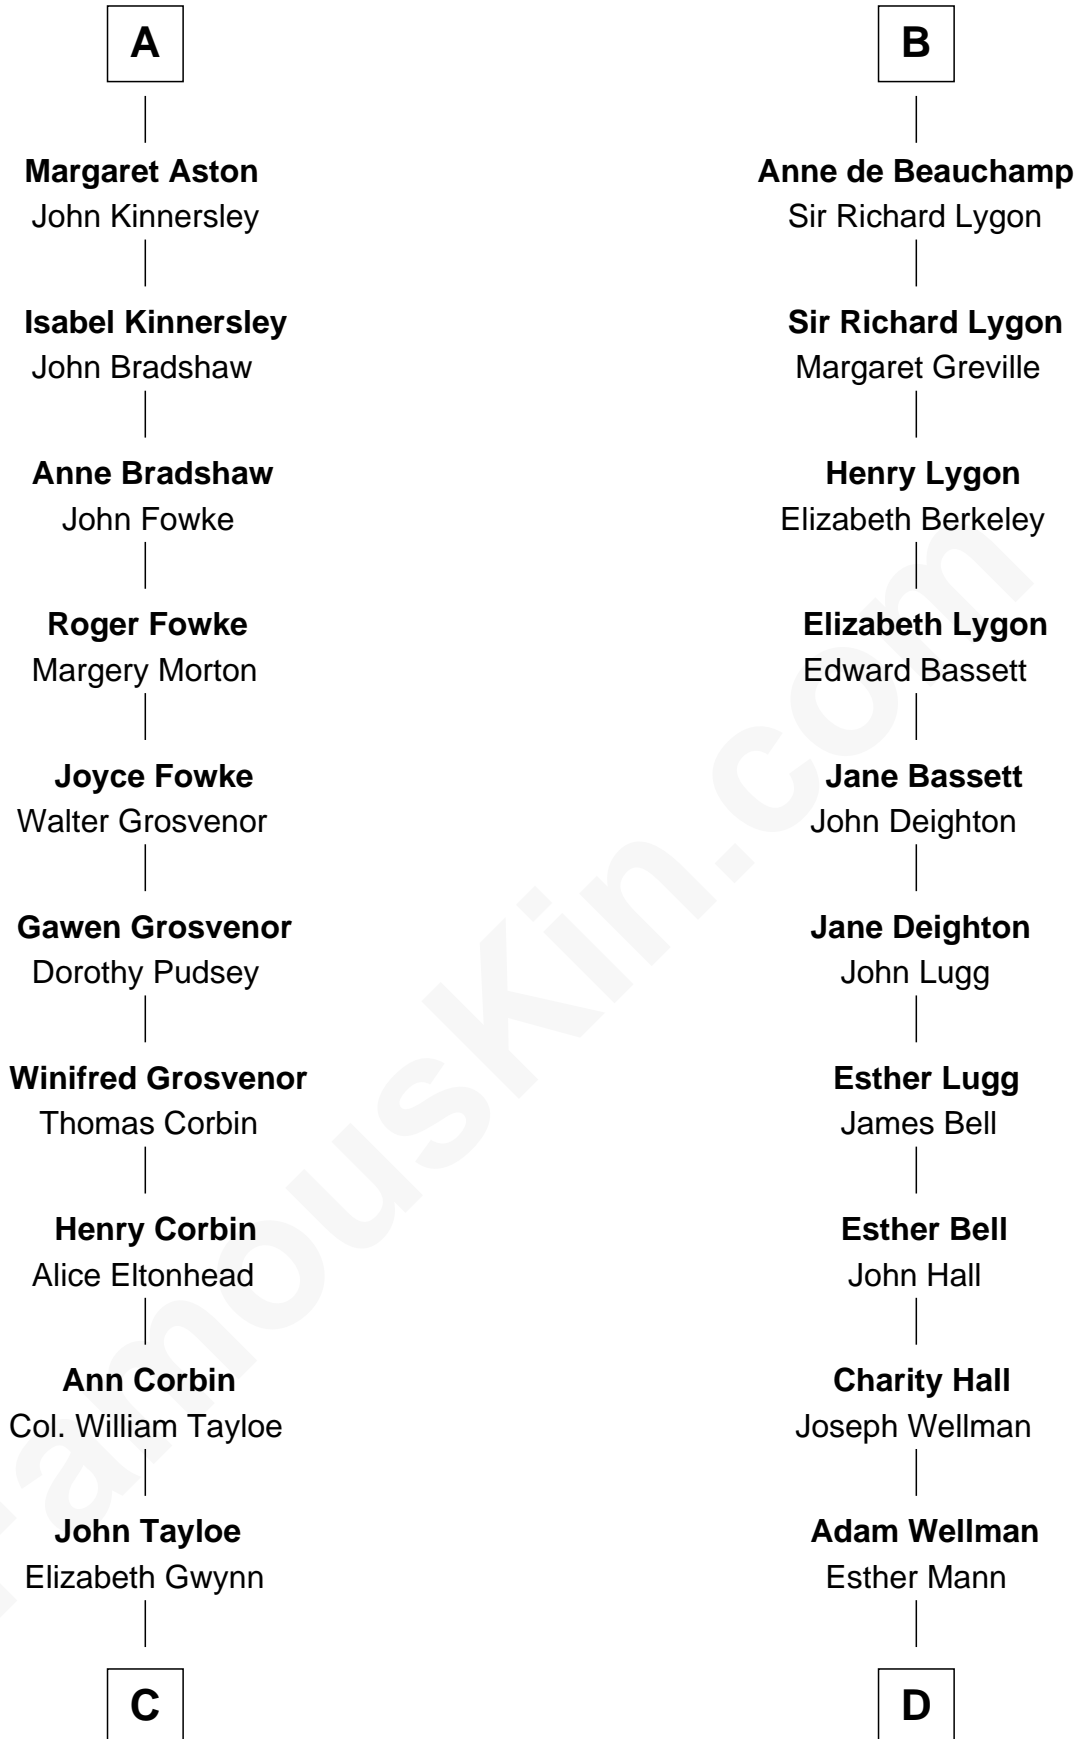 A
Margaret Aston
John Kinnersley
Isabel Kinnersley
John Bradshaw
Anne Bradshaw
John Fowke
Roger Fowke
Margery Morton
Joyce Fowke
Walter Grosvenor
Gawen Grosvenor
Dorothy Pudsey
Winifred Grosvenor
Thomas Corbin
Henry Corbin
Alice Eltonhead
Ann Corbin
Col. William Tayloe
John Tayloe
Elizabeth Gwynn
C
B
Anne de Beauchamp
Sir Richard Lygon
Sir Richard Lygon
Margaret Greville
Henry Lygon
Elizabeth Berkeley
Elizabeth Lygon
Edward Bassett
Jane Bassett
John Deighton
Jane Deighton
John Lugg
Esther Lugg
James Bell
Esther Bell
John Hall
Charity Hall
Joseph Wellman
Adam Wellman
Esther Mann
D
FamousKin.com